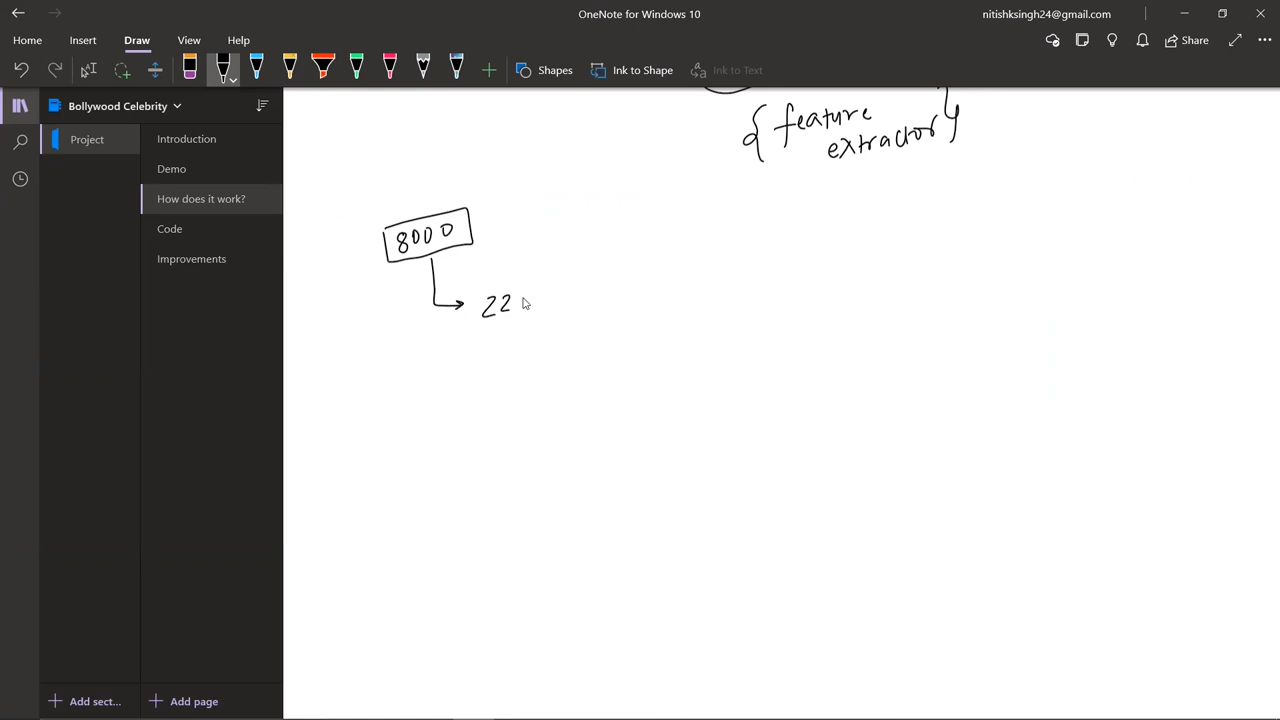 OneNote for Windows 10
nitishksingh24@gmail.com
Home Insert Draw View Help
Share
Shapes Ink to Shape Ink to Text
Bollywood Celebrity
Project
Introduction
Demo
How does it work?
Code
Improvements
{ feature
extractor }
8000
22
Add sect... Add page